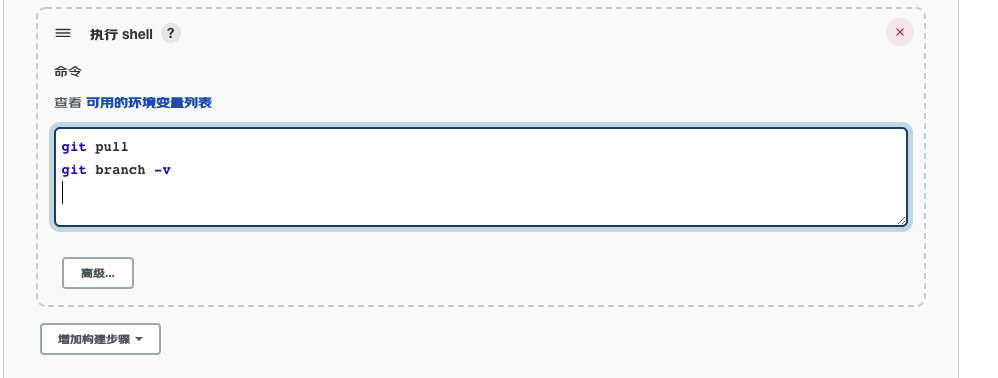 执行 shell ?
命令
查看 可用的环境变量列表
git pull
git branch -v
高级...
增加构建步骤